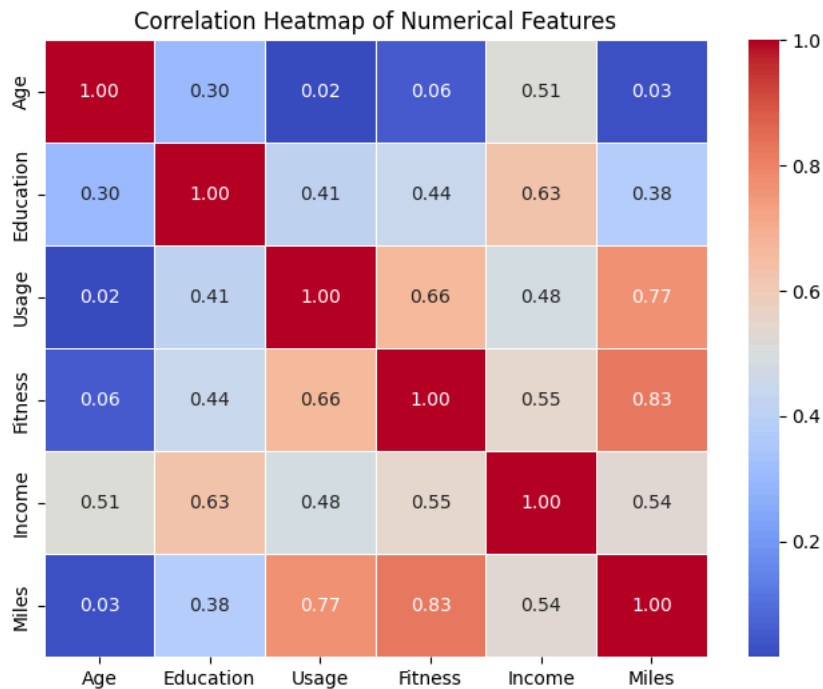 Correlation Heatmap of Numerical Features
Age 1.00 0.30 0.02 0.06 0.51 0.03
Education 0.30 1.00 0.41 0.44 0.63 0.38
Usage 0.02 0.41 1.00 0.66 0.48 0.77
Fitness 0.06 0.44 0.66 1.00 0.55 0.83
Income 0.51 0.63 0.48 0.55 1.00 0.54
Miles 0.03 0.38 0.77 0.83 0.54 1.00
Age Education Usage Fitness Income Miles
1.0
0.8
0.6
0.4
0.2